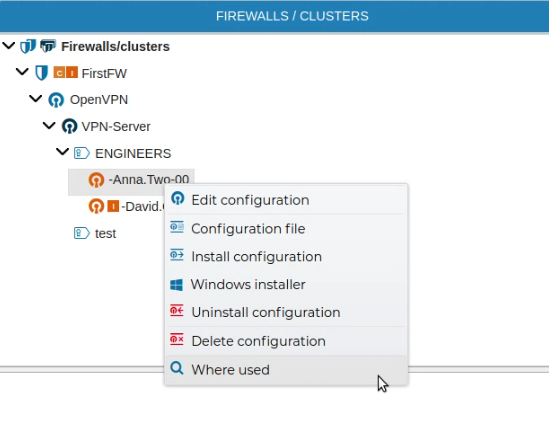 FIREWALLS / CLUSTERS
Firewalls/clusters
C I FirstFW
OpenVPN
VPN-Server
ENGINEERS
-Anna.Two-00
I -David.
test
Edit configuration
Configuration file
Install configuration
Windows installer
Uninstall configuration
Delete configuration
Where used